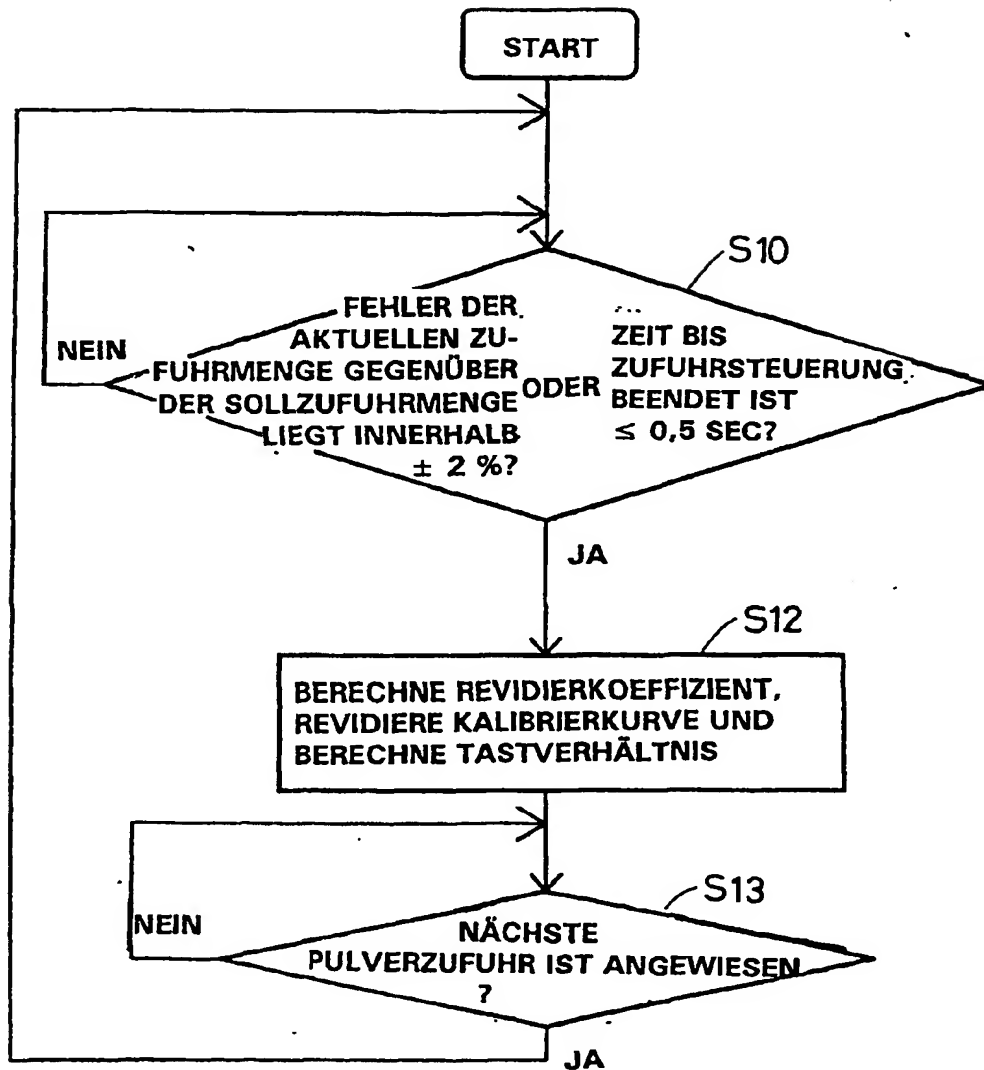 START
S10
NEIN
FEHLER DER
AKTUELLEN ZU-
FUHRMENGE GEGENÜBER
DER SOLLZUFUHRMENGE
LIEGT INNERHALB
± 2 %?
ODER
...
ZEIT BIS
ZUFUHRSTEUERUNG
BEENDET IST
≤ 0,5 SEC?
JA
S12
BERECHNE REVIDIERKOEFFIZIENT,
REVIDIERE KALIBRIERKURVE UND
BERECHNE TASTVERHÄLTNIS
S13
NEIN
NÄCHSTE
PULVERZUFUHR IST ANGEWIESEN
?
JA